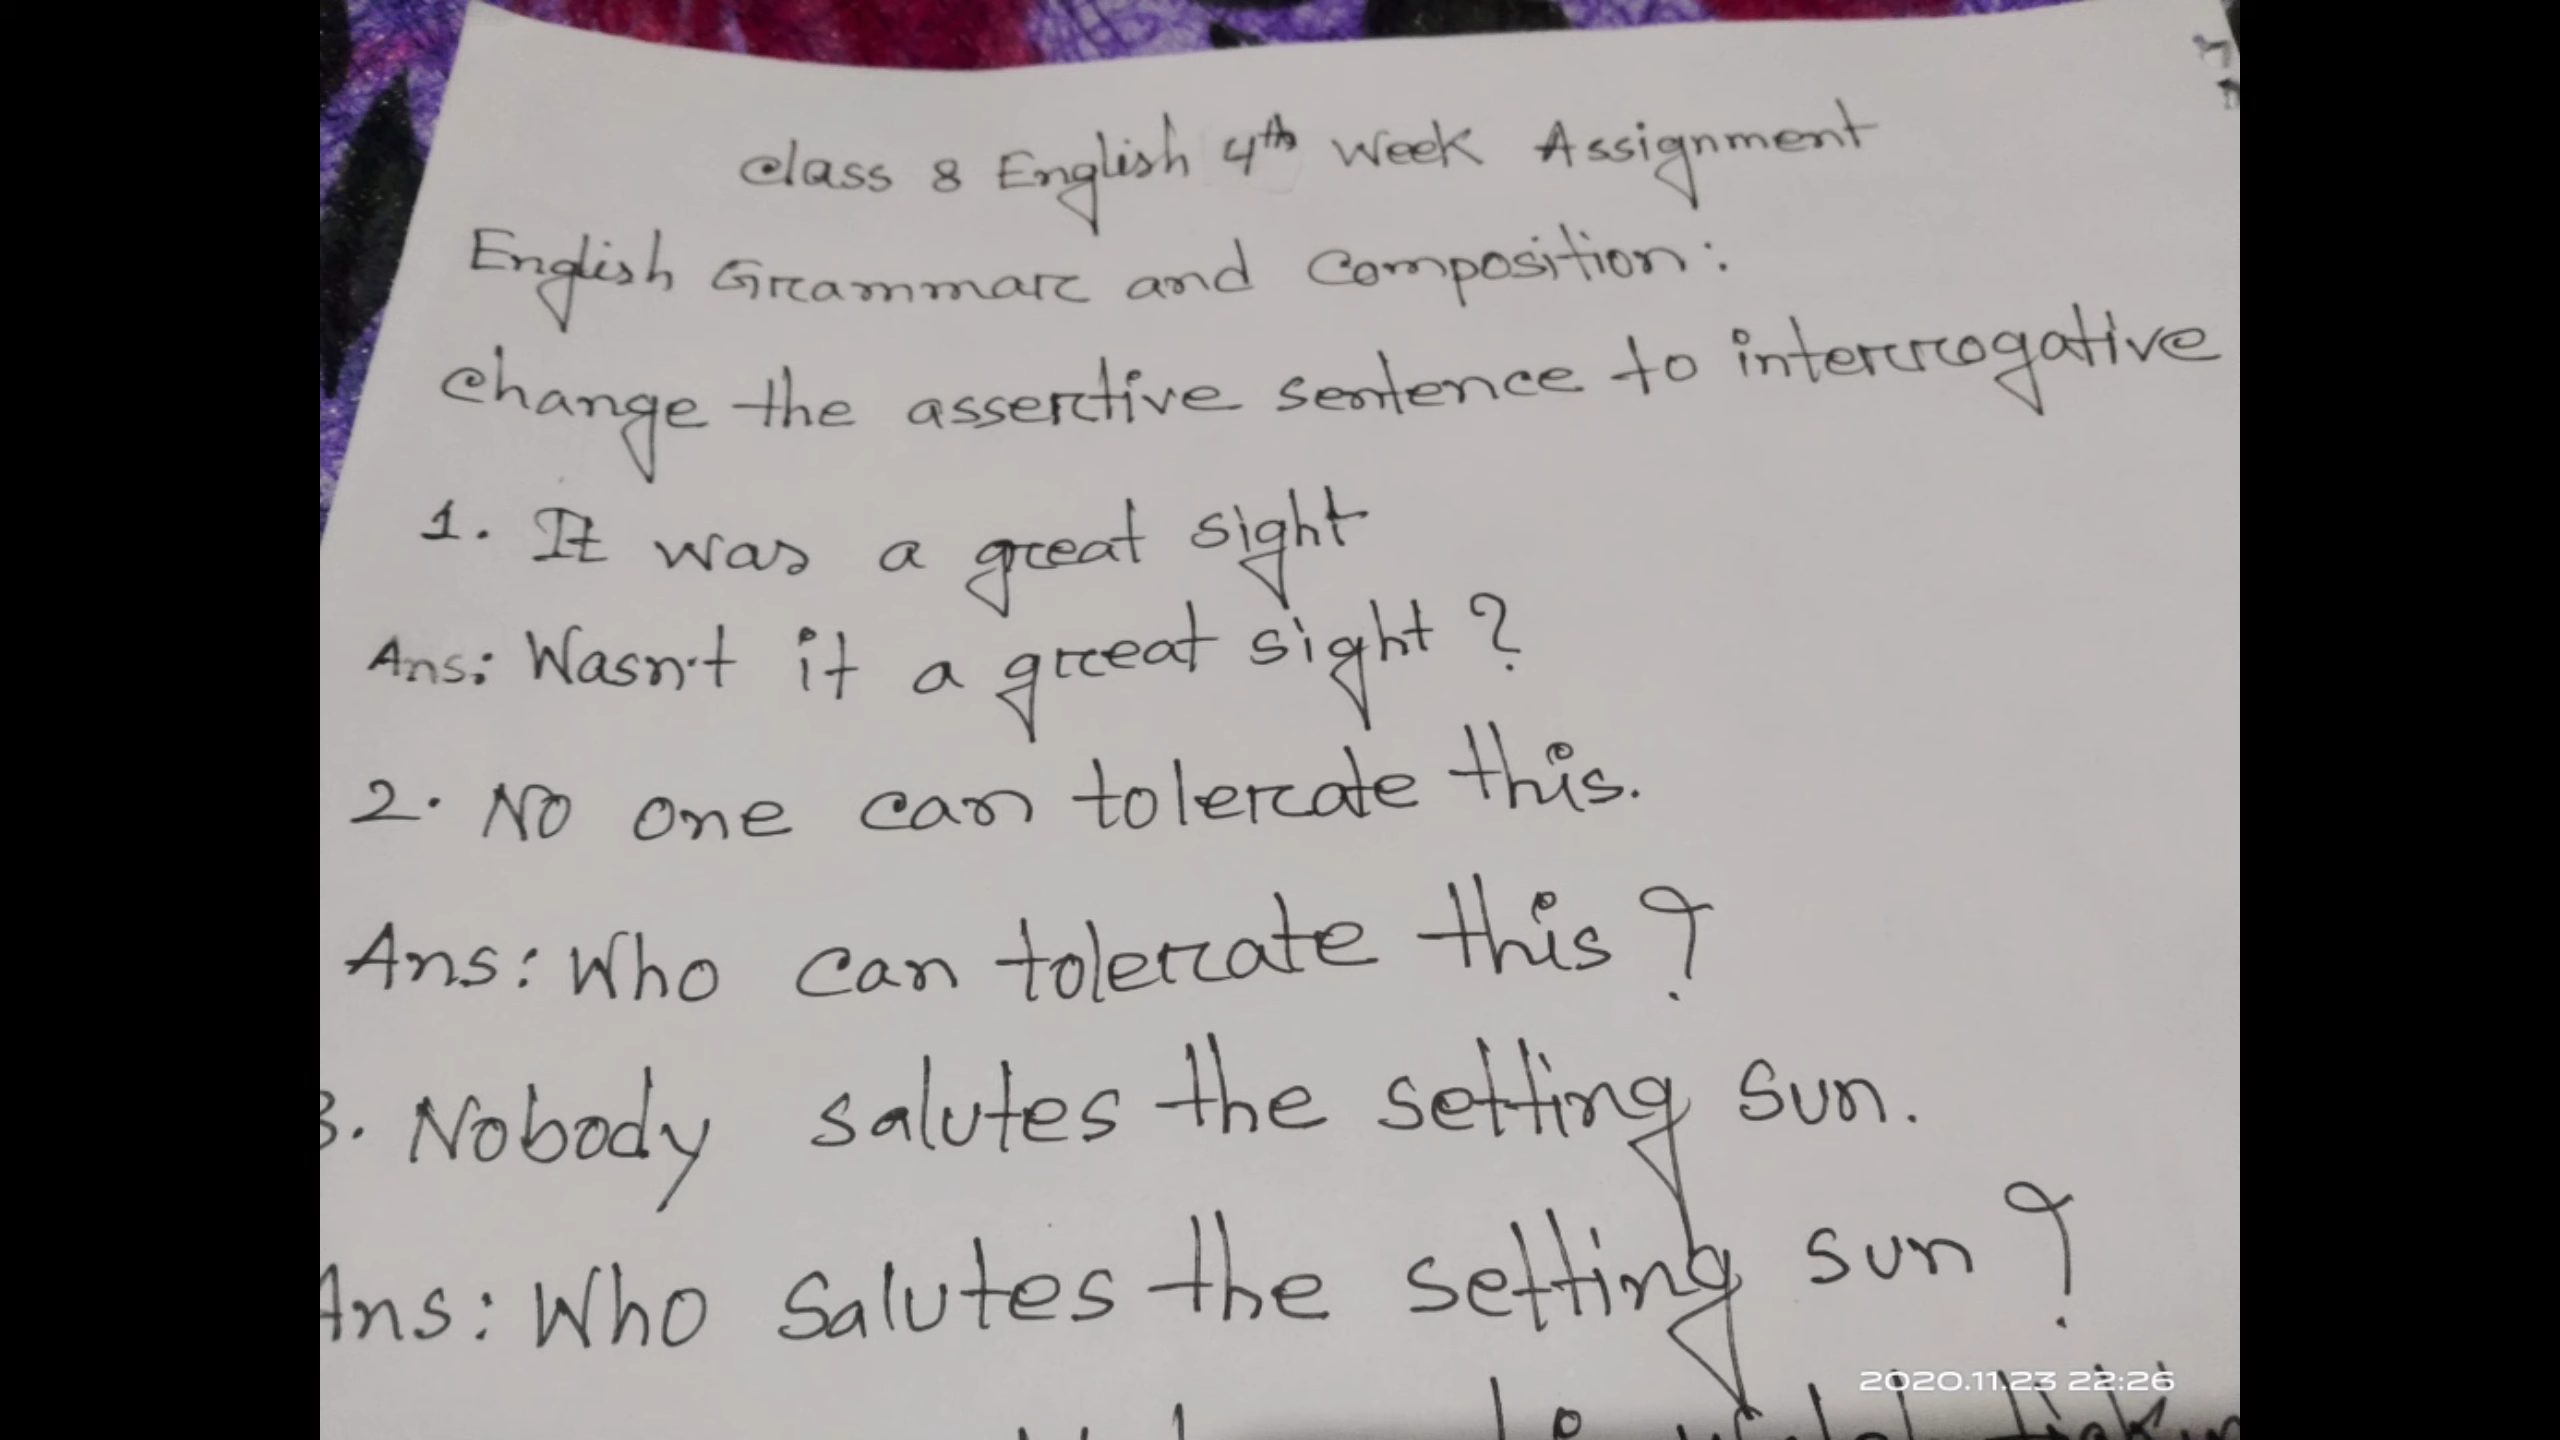 Class 8 English 4th Week Assignment
English Grammar and Composition:
Change the assertive sentence to interrogative
1. It was a great sight
Ans: Wasn't it a great sight?
2. No one can tolerate this.
Ans: Who can tolerate this?
3. Nobody salutes the setting sun.
Ans: Who salutes the setting sun?
2020.11.23 22:26